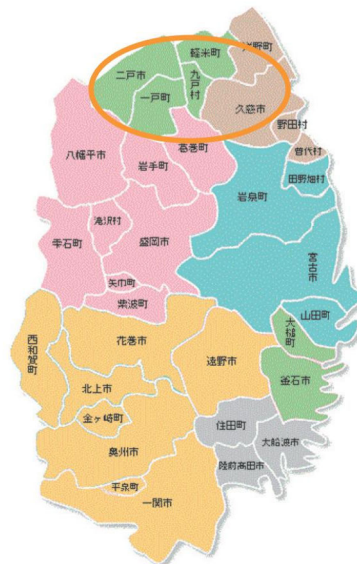 軽米町
洋野町
二戸市
九戸村
一戸町
久慈市
野田村
普代村
葛巻町
八幡平市
岩手町
田野畑村
岩泉町
滝沢村
雫石町
盛岡市
宮古市
矢巾町
紫波町
山田町
大槌町
西和賀町
花巻市
遠野市
釜石市
北上市
金ヶ崎町
住田町
大船渡市
奥州市
陸前高田市
平泉町
一関市